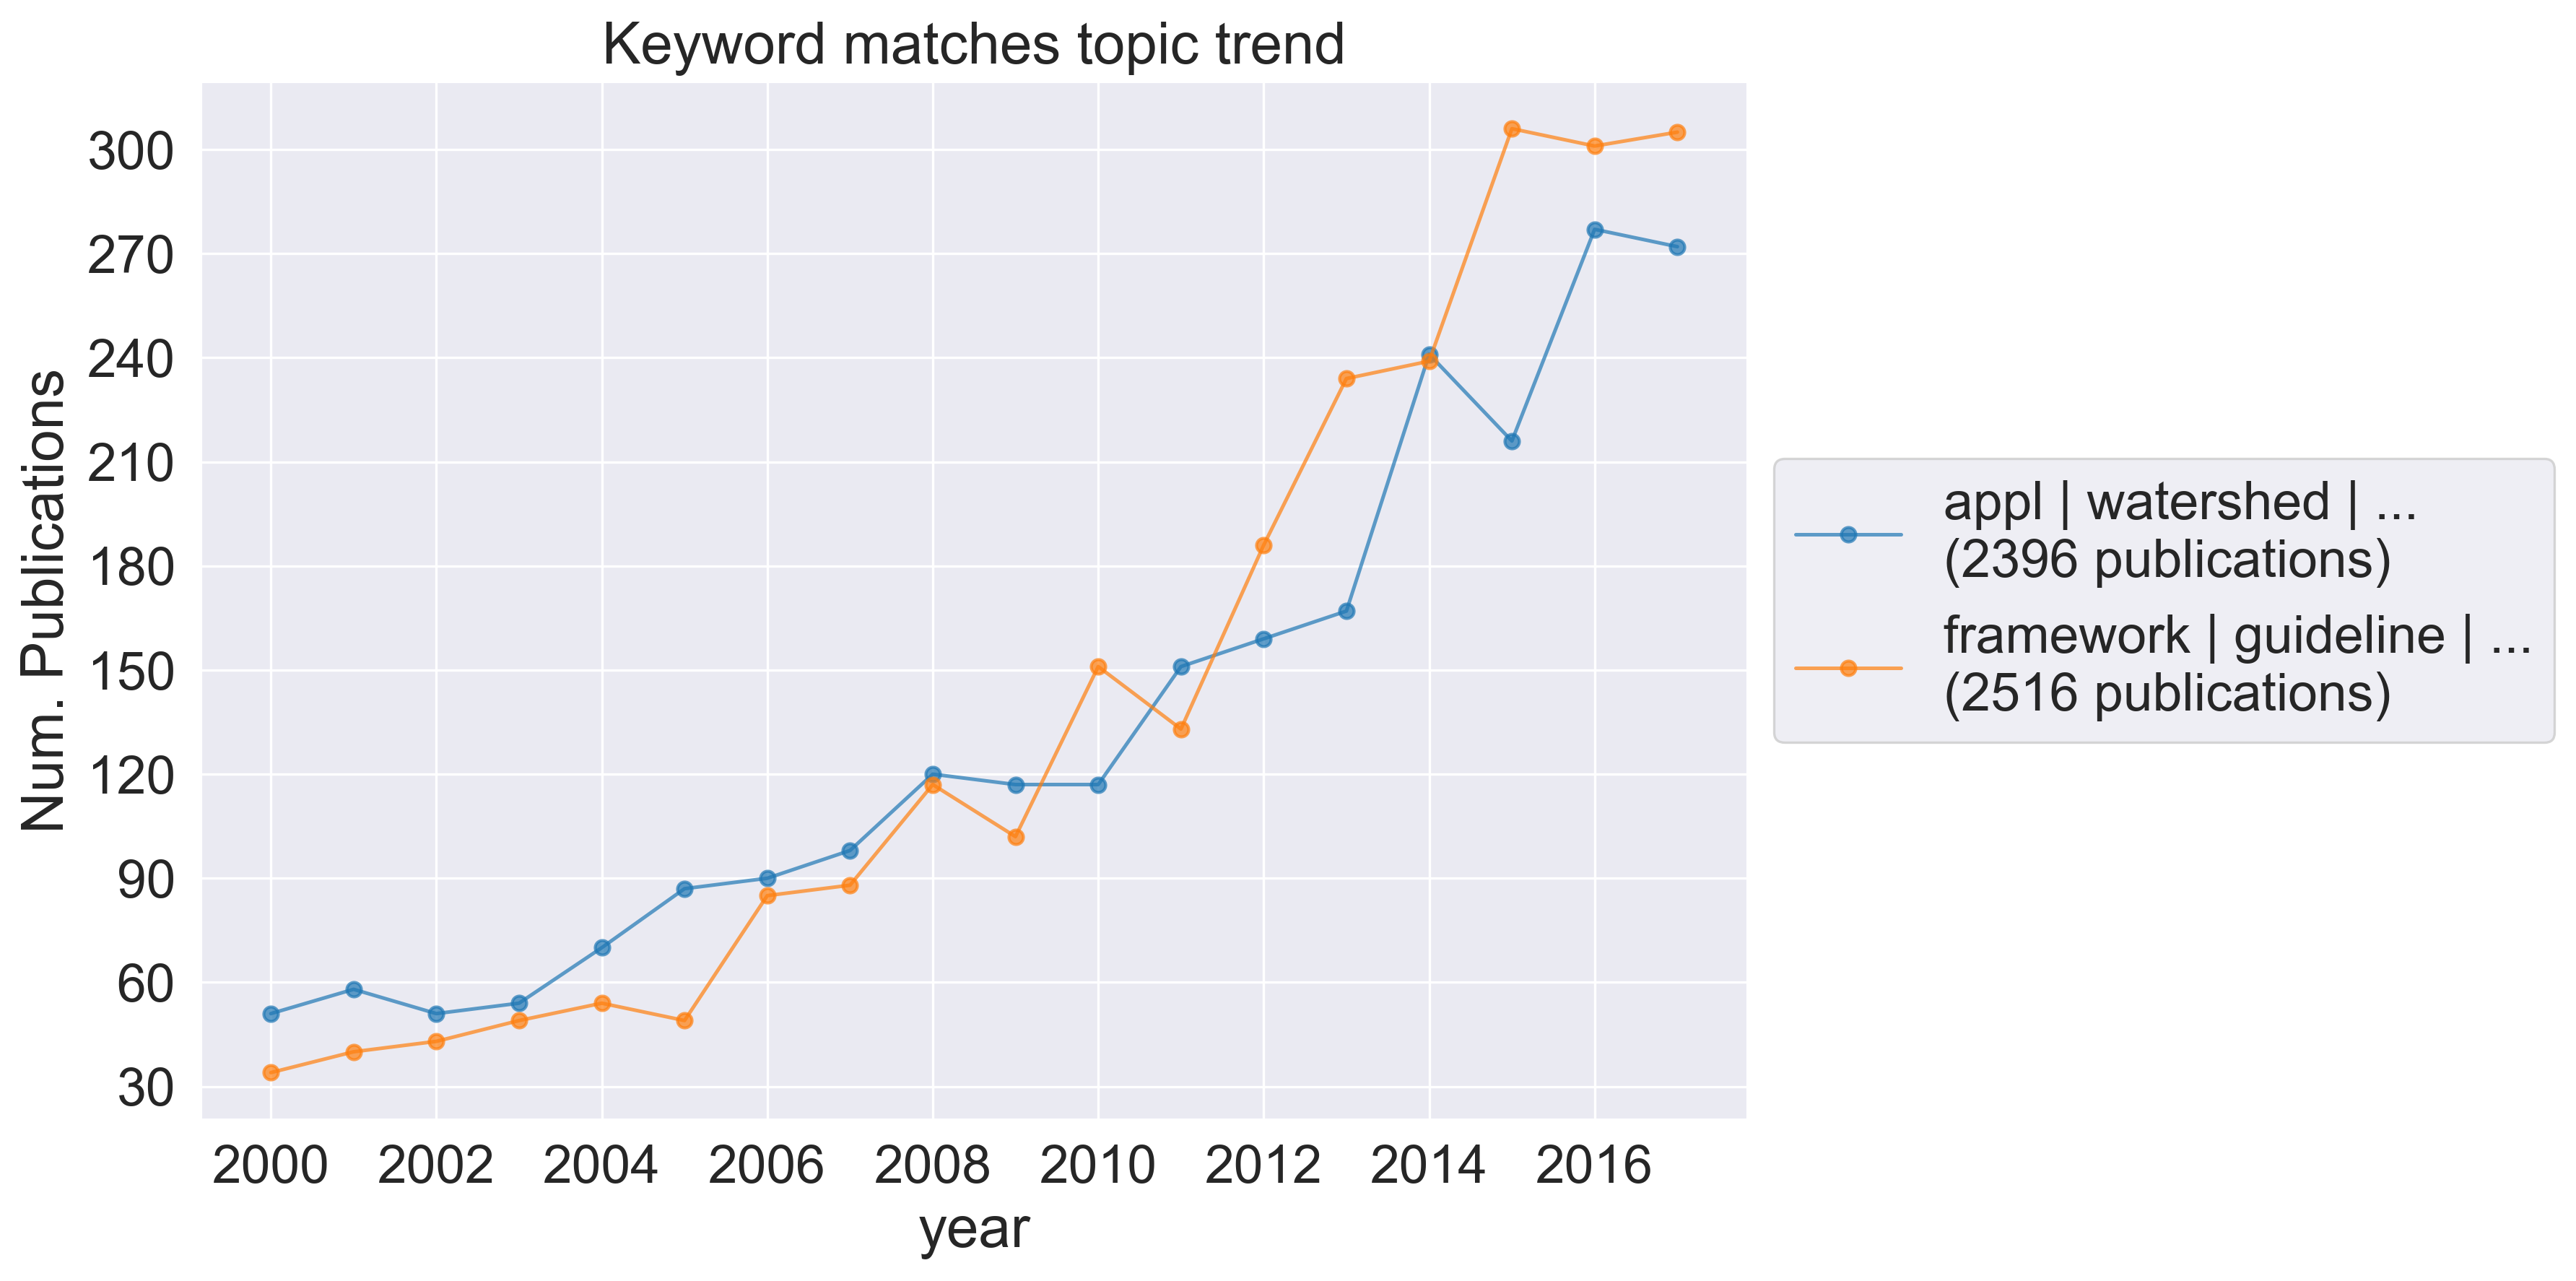 Keyword matches topic trend
Num. Publications
300
270
240
210
180
150
120
90
60
30
2000 2002 2004 2006 2008 2010 2012 2014 2016
year
appl | watershed | ...
(2396 publications)
framework | guideline | ...
(2516 publications)